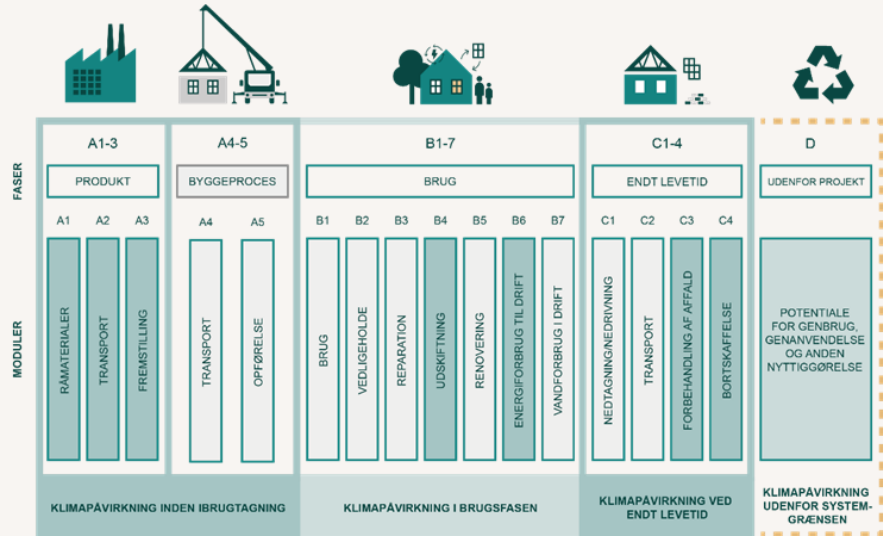 A1-3
A4-5
B1-7
C1-4
D
FASER
PRODUKT
BYGGEPROCES
BRUG
ENDT LEVETID
UDENFOR PROJEKT
MODULER
A1
A2
A3
A4
A5
B1
B2
B3
B4
B5
B6
B7
C1
C2
C3
C4
RÅMATERIALER
TRANSPORT
FREMSTILLING
TRANSPORT
OPFØRELSE
BRUG
VEDLIGEHOLDE
REPARATION
UDSKIFTNING
RENOVERING
ENERGIFORBRUG TIL DRIFT
VANDFORBRUG I DRIFT
NEDTAGNING/NEDRIVNING
TRANSPORT
FORBEHANDLING AF AFFALD
BORTSKAFFELSE
POTENTIALE
FOR GENBRUG,
GENANVENDELSE
OG ANDEN
NYTTIGGØRELSE
KLIMAPÅVIRKNING INDEN IBRUGTAGNING
KLIMAPÅVIRKNING I BRUGSFASEN
KLIMAPÅVIRKNING VED
ENDT LEVETID
KLIMAPÅVIRKNING
UDENFOR SYSTEM-
GRÆNSEN